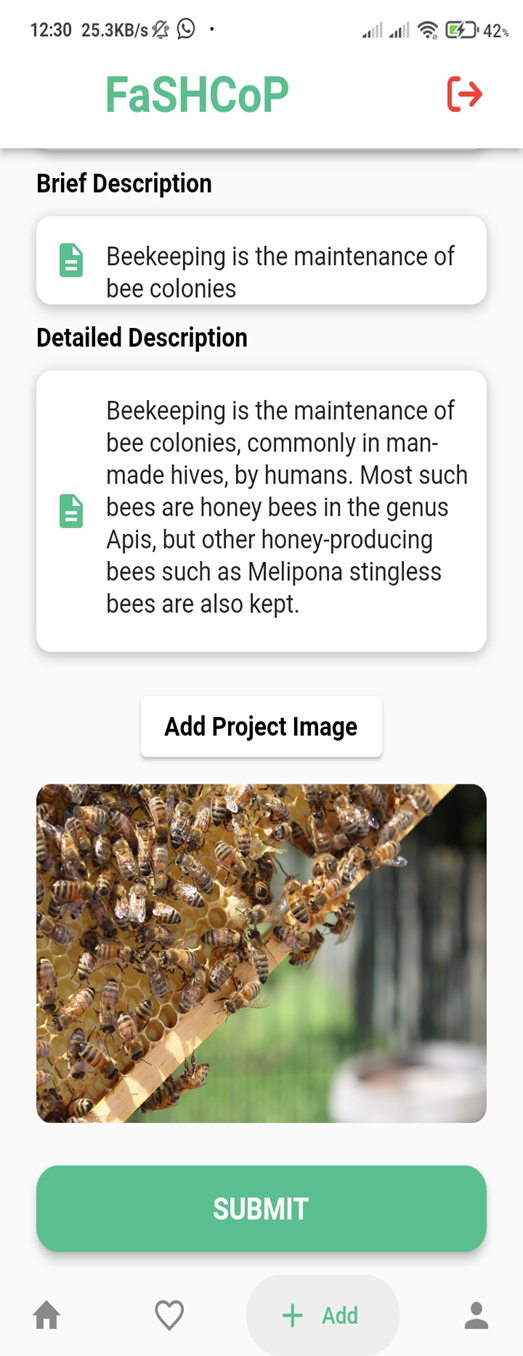 12:30 25.3KB/s 42%
FaSHCoP
Brief Description
Beekeeping is the maintenance of
bee colonies
Detailed Description
Beekeeping is the maintenance of
bee colonies, commonly in man-
made hives, by humans. Most such
bees are honey bees in the genus
Apis, but other honey-producing
bees such as Melipona stingless
bees are also kept.
Add Project Image
SUBMIT
Add